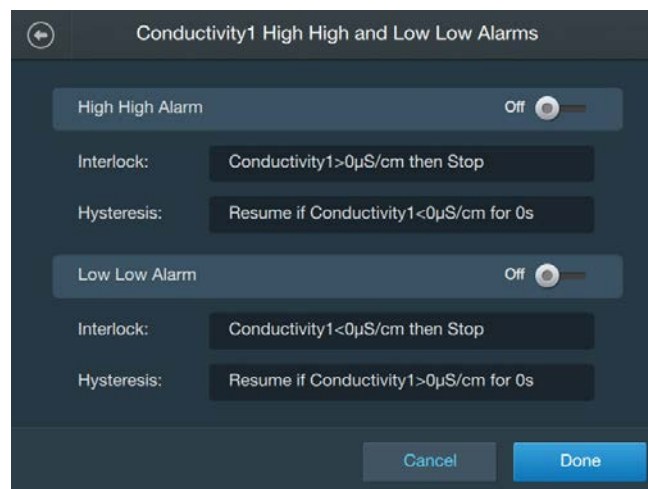 Conductivity1 High High and Low Low Alarms
High High Alarm Off
Interlock: Conductivity1>0µS/cm then Stop
Hysteresis: Resume if Conductivity1<0µS/cm for 0s
Low Low Alarm Off
Interlock: Conductivity1<0µS/cm then Stop
Hysteresis: Resume if Conductivity1>0µS/cm for 0s
Cancel Done